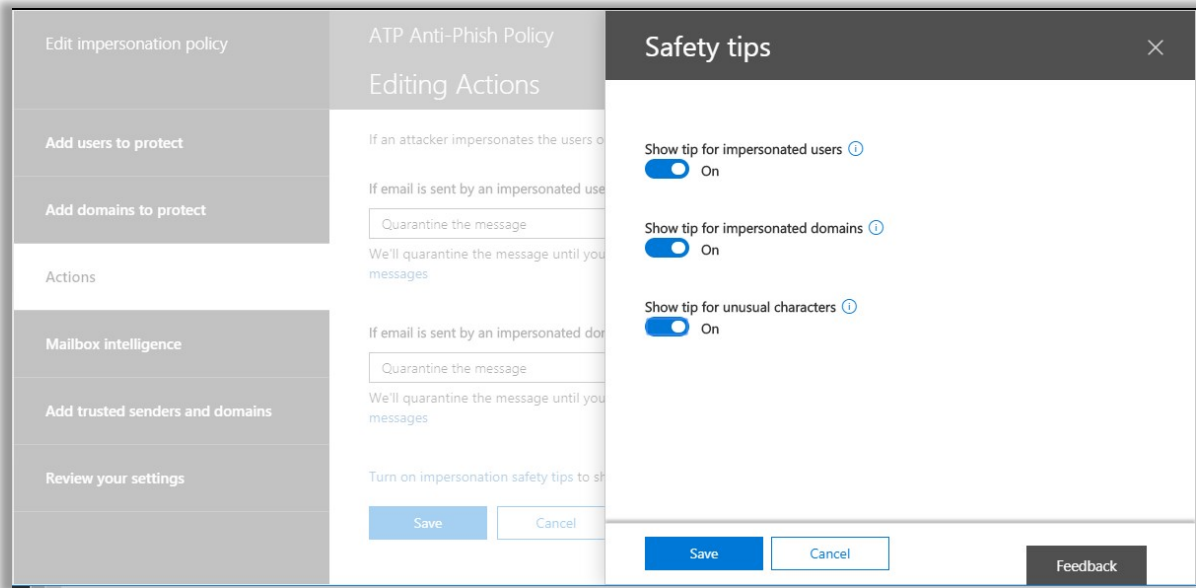 Edit impersonation policy
Add users to protect
Add domains to protect
Actions
Mailbox intelligence
Add trusted senders and domains
Review your settings
ATP Anti-Phish Policy
Editing Actions
If an attacker impersonates the users o
If email is sent by an impersonated use
Quarantine the message
We'll quarantine the message until you
messages
If email is sent by an impersonated dor
Quarantine the message
We'll quarantine the message until you
messages
Turn on impersonation safety tips to sh
Save Cancel
Safety tips
Show tip for impersonated users
On
Show tip for impersonated domains
On
Show tip for unusual characters
On
Save Cancel
Feedback